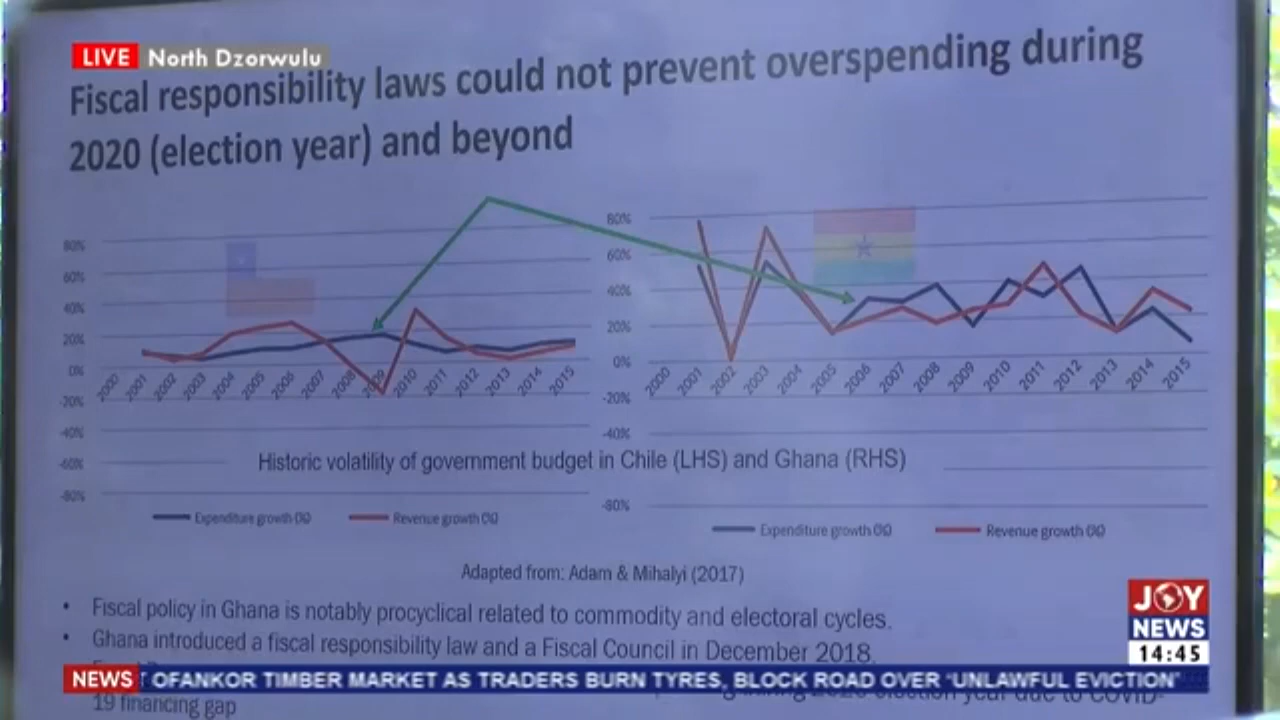 LIVE North Dzorwulu
Fiscal responsibility laws could not prevent overspending during
2020 (election year) and beyond
80%
60%
40%
20%
0%
-20%
-40%
-60%
-80%
2000 2001 2002 2003 2004 2005 2006 2007 2008 2009 2010 2011 2012 2013 2014 2015
80%
60%
40%
20%
0%
-20%
-40%
-80%
2000 2001 2002 2003 2004 2005 2006 2007 2008 2009 2010 2011 2012 2013 2014 2015
Historic volatility of government budget in Chile (LHS) and Ghana (RHS)
Expenditure growth (%) Revenue growth (%)
Expenditure growth (%) Revenue growth (%)
Adapted from: Adam & Mihalyi (2017)
• Fiscal policy in Ghana is notably procyclical related to commodity and electoral cycles.
• Ghana introduced a fiscal responsibility law and a Fiscal Council in December 2018.
election year due to COVID-
19 financing gap
JOY
NEWS
14:45
NEWS OFANKOR TIMBER MARKET AS TRADERS BURN TYRES, BLOCK ROAD OVER 'UNLAWFUL EVICTION'